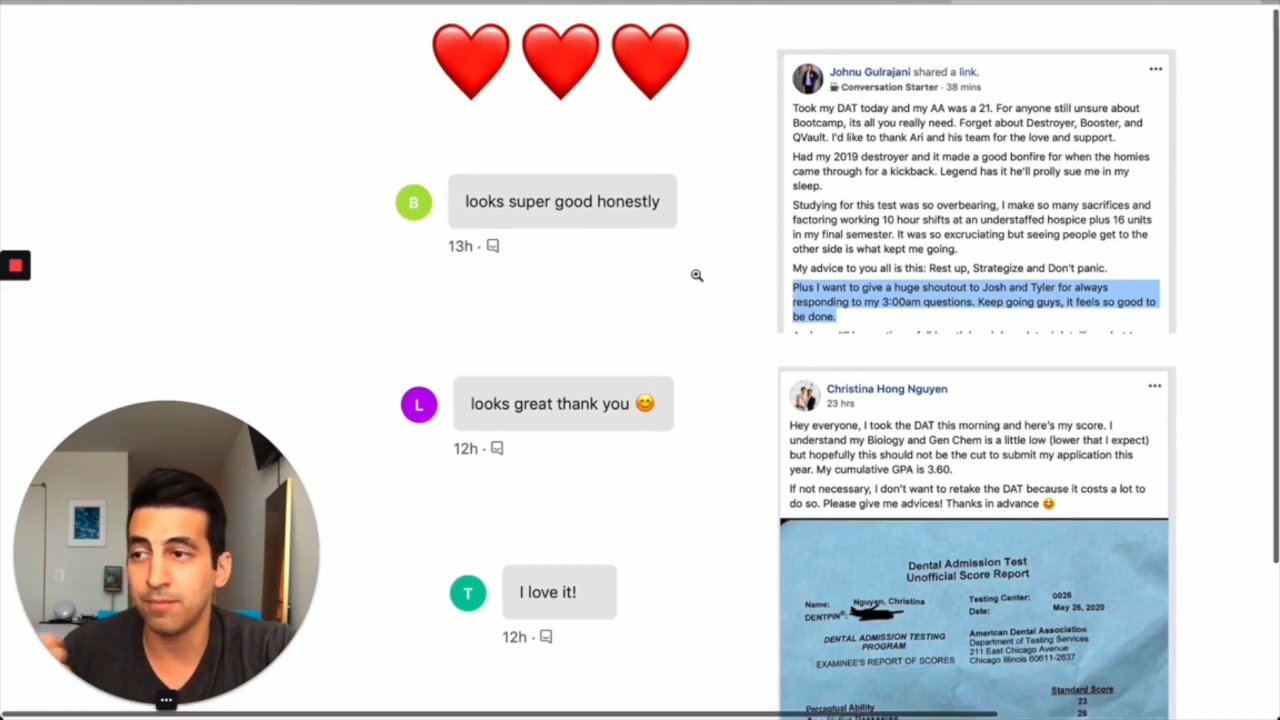 B
looks super good honestly
13h ·
L
looks great thank you 😊
12h ·
T
I love it!
12h ·
Johnu Gulrajani shared a link.
Conversation Starter · 38 mins
Took my DAT today and my AA was a 21. For anyone still unsure about
Bootcamp, its all you really need. Forget about Destroyer, Booster, and
QVault. I'd like to thank Ari and his team for the love and support.
Had my 2019 destroyer and it made a good bonfire for when the homies
came through for a kickback. Legend has it he'll prolly sue me in my
sleep.
Studying for this test was so overbearing, I make so many sacrifices and
factoring working 10 hour shifts at an understaffed hospice plus 16 units
in my final semester. It was so excruciating but seeing people get to the
other side is what kept me going.
My advice to you all is this: Rest up, Strategize and Don't panic.
Plus I want to give a huge shoutout to Josh and Tyler for always
responding to my 3:00am questions. Keep going guys, it feels so good to
be done.
Christina Hong Nguyen
23 hrs
Hey everyone, I took the DAT this morning and here's my score. I
understand my Biology and Gen Chem is a little low (lower that I expect)
but hopefully this should not be the cut to submit my application this
year. My cumulative GPA is 3.60.
If not necessary, I don't want to retake the DAT because it costs a lot to
do so. Please give me advices! Thanks in advance 😊
Dental Admission Test
Unofficial Score Report
Name: Nguyen, Christina
DENTPIN®:
Testing Center: 0026
Date: May 26, 2020
DENTAL ADMISSION TESTING
PROGRAM
EXAMINEE'S REPORT OF SCORES
American Dental Association
Department of Testing Services
211 East Chicago Avenue
Chicago Illinois 60611-2637
Standard Score
Perceptual Ability 23
26